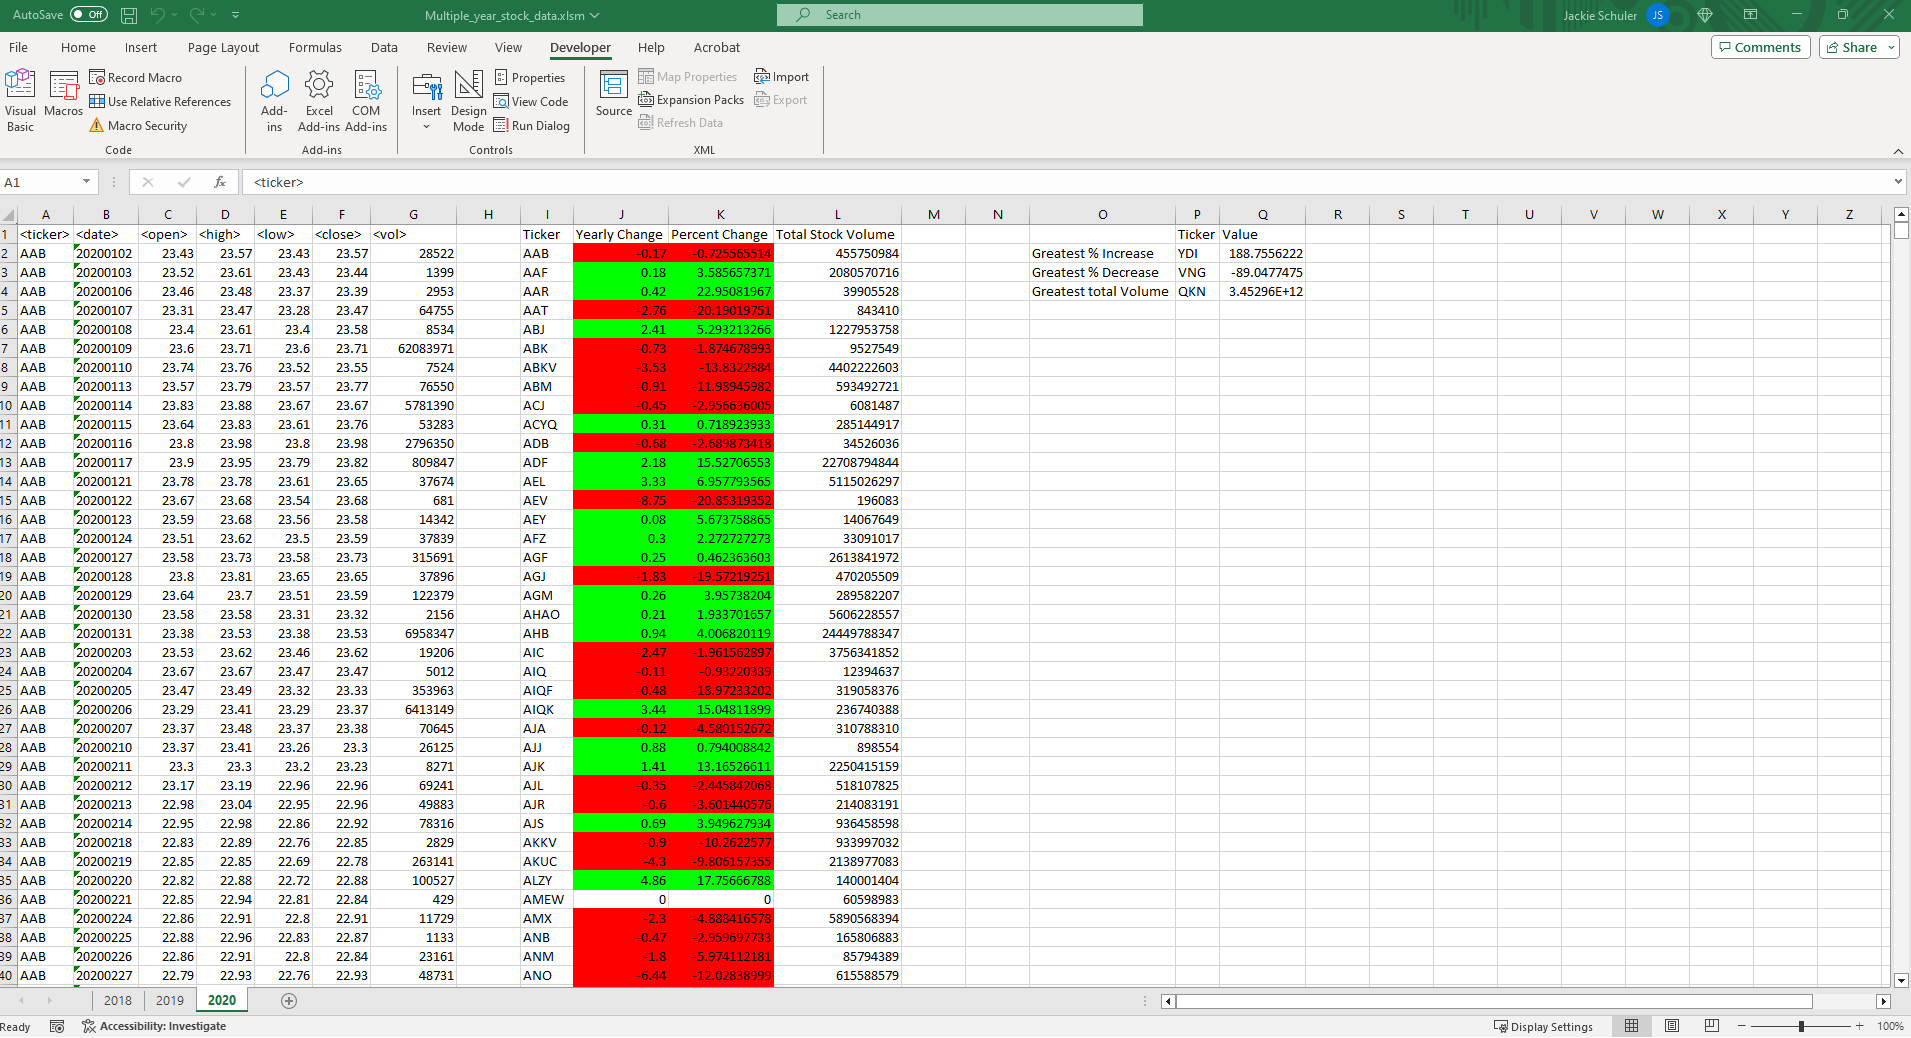 AutoSave Off Multiple_year_stock_data.xlsm Search Jackie Schuler JS
File Home Insert Page Layout Formulas Data Review View Developer Help Acrobat Comments Share
Visual Basic
Macros
Record Macro
Use Relative References
Macro Security
Code
Add-ins
Excel Add-ins
COM Add-ins
Add-ins
Insert
Design Mode
Properties
View Code
Run Dialog
Controls
Source
Map Properties
Expansion Packs
Refresh Data
Import
Export
XML
A1 fx <ticker>
A B C D E F G H I J K L M N O P Q R S T U V W X Y Z
1 <ticker> <date> <open> <high> <low> <close> <vol> Ticker Yearly Change Percent Change Total Stock Volume Ticker Value
2 AAB 20200102 23.43 23.57 23.43 23.57 28522 AAB -0.17 -0.725565514 455750984 Greatest % Increase YDI 188.7556222
3 AAB 20200103 23.52 23.61 23.43 23.44 1399 AAF 0.18 3.585657371 2080570716 Greatest % Decrease VNG -89.0477475
4 AAB 20200106 23.46 23.48 23.37 23.39 2953 AAR 0.42 22.95081967 39905528 Greatest total Volume QKN 3.45296E+12
5 AAB 20200107 23.31 23.47 23.28 23.47 64755 AAT -2.76 -20.19019751 843410
6 AAB 20200108 23.4 23.61 23.4 23.58 8534 ABJ 2.41 5.293213266 1227953758
7 AAB 20200109 23.6 23.71 23.6 23.71 62083971 ABK -0.73 -1.874678993 9527549
8 AAB 20200110 23.74 23.76 23.52 23.55 7524 ABKV -3.53 -13.8322884 4402222603
9 AAB 20200113 23.57 23.79 23.57 23.77 76550 ABM -0.91 -11.98945982 593492721
10 AAB 20200114 23.83 23.88 23.67 23.67 5781390 ACJ -0.45 -2.956636005 6081487
11 AAB 20200115 23.64 23.83 23.61 23.76 53283 ACYQ 0.31 0.718923933 285144917
12 AAB 20200116 23.8 23.98 23.8 23.98 2796350 ADB -0.68 -2.689873418 34526036
13 AAB 20200117 23.9 23.95 23.79 23.82 809847 ADF 2.18 15.52706553 22708794844
14 AAB 20200121 23.78 23.78 23.61 23.65 37674 AEL 3.33 6.957793565 5115026297
15 AAB 20200122 23.67 23.68 23.54 23.68 681 AEV -8.75 -20.85319352 196083
16 AAB 20200123 23.59 23.68 23.56 23.58 14342 AEY 0.08 5.673758865 14067649
17 AAB 20200124 23.51 23.62 23.5 23.59 37839 AFZ 0.3 2.272727273 33091017
18 AAB 20200127 23.58 23.73 23.58 23.73 315691 AGF 0.25 0.462363603 2613841972
19 AAB 20200128 23.8 23.81 23.65 23.65 37896 AGJ -1.83 -19.57219251 470205509
20 AAB 20200129 23.64 23.7 23.51 23.59 122379 AGM 0.26 3.95738204 289582207
21 AAB 20200130 23.58 23.58 23.31 23.32 2156 AHAO 0.21 1.933701657 5606228557
22 AAB 20200131 23.38 23.53 23.38 23.53 6958347 AHB 0.94 4.006820119 24449788347
23 AAB 20200203 23.53 23.62 23.46 23.62 19206 AIC -2.47 -1.961562897 3756341852
24 AAB 20200204 23.67 23.67 23.47 23.47 5012 AIQ -0.11 -0.93220339 12394637
25 AAB 20200205 23.47 23.49 23.32 23.33 353963 AIQF -0.48 -18.97233202 319058376
26 AAB 20200206 23.29 23.41 23.29 23.37 6413149 AIQK 3.44 15.04811899 236740388
27 AAB 20200207 23.37 23.48 23.37 23.38 70645 AJA -0.12 -4.580152672 310788310
28 AAB 20200210 23.37 23.41 23.26 23.3 26125 AJJ 0.88 0.794008842 898554
29 AAB 20200211 23.3 23.3 23.2 23.23 8271 AJK 1.41 13.16526611 2250415159
30 AAB 20200212 23.17 23.19 22.96 22.96 69241 AJL -0.35 -2.445842068 518107825
31 AAB 20200213 22.98 23.04 22.95 22.96 49883 AJR -0.6 -3.601440576 214083191
32 AAB 20200214 22.95 22.98 22.86 22.92 78316 AJS 0.69 3.949627934 936458598
33 AAB 20200218 22.83 22.89 22.76 22.85 2829 AKKV -0.9 -10.2622577 933997032
34 AAB 20200219 22.85 22.85 22.69 22.78 263141 AKUC -4.3 -9.806157355 2138977083
35 AAB 20200220 22.82 22.88 22.72 22.88 100527 ALZY 4.86 17.75666788 140001404
36 AAB 20200221 22.85 22.94 22.81 22.84 429 AMEW 0 0 60598983
37 AAB 20200224 22.86 22.91 22.8 22.91 11729 AMX -2.3 -4.888416578 5890568394
38 AAB 20200225 22.88 22.96 22.83 22.87 1133 ANB -0.47 -2.959697733 165806883
39 AAB 20200226 22.86 22.91 22.8 22.84 23161 ANM -1.8 -5.974112181 85794389
40 AAB 20200227 22.79 22.93 22.76 22.93 48731 ANO -6.44 -12.02838999 615588579
2018 2019 2020
Ready Accessibility: Investigate Display Settings 100%